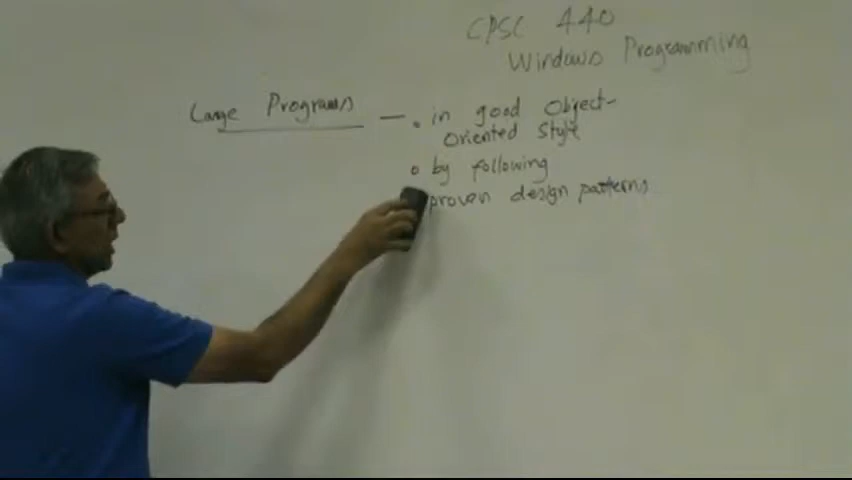 CPSC 440
Windows Programming
Large Programs — • in good Object-
Oriented Style
• by following
proven design patterns